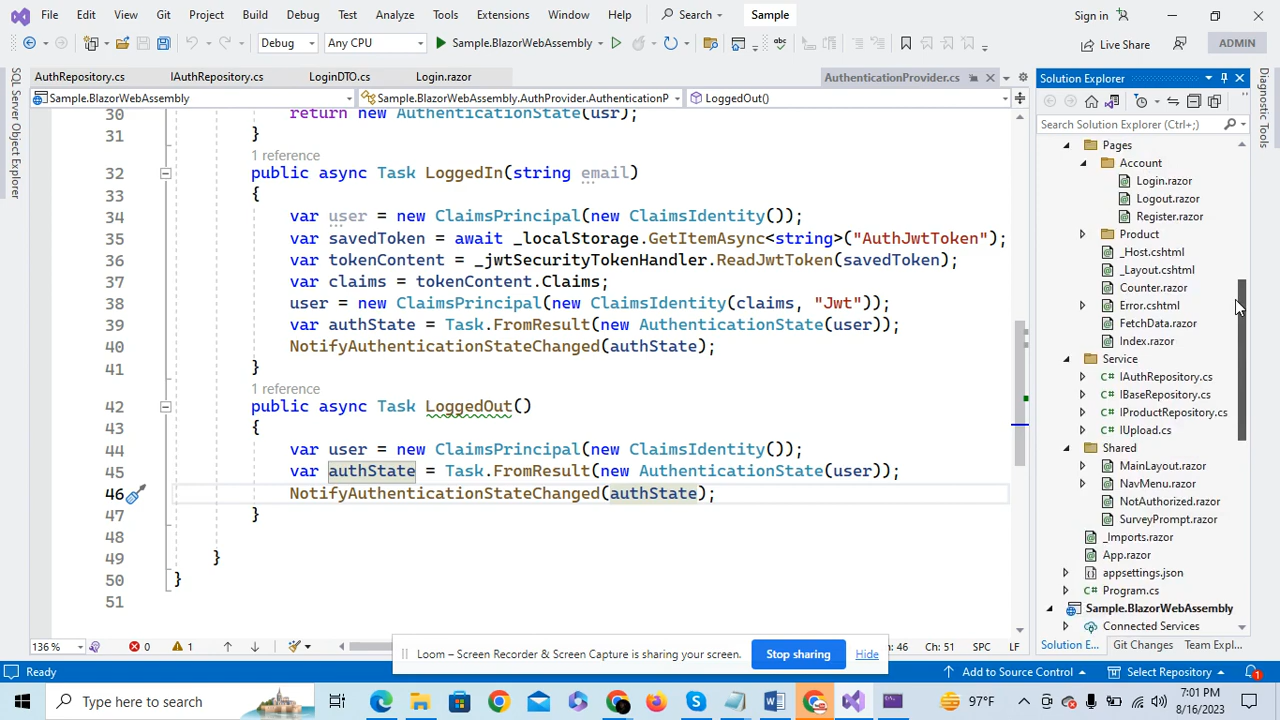 File Edit View Git Project Build Debug Test Analyze Tools Extensions Window Help Search Sample Sign in
Debug Any CPU Sample.BlazorWebAssembly Live Share ADMIN
AuthRepository.cs IAuthRepository.cs LoginDTO.cs Login.razor AuthenticationProvider.cs
Sample.BlazorWebAssembly Sample.BlazorWebAssembly.AuthProvider.AuthenticationP LoggedOut()
SQL Server Object Explorer
30 return new AuthenticationState(usr);
31 }
1 reference
32 public async Task LoggedIn(string email)
33 {
34 var user = new ClaimsPrincipal(new ClaimsIdentity());
35 var savedToken = await _localStorage.GetItemAsync<string>("AuthJwtToken");
36 var tokenContent = _jwtSecurityTokenHandler.ReadJwtToken(savedToken);
37 var claims = tokenContent.Claims;
38 user = new ClaimsPrincipal(new ClaimsIdentity(claims, "Jwt"));
39 var authState = Task.FromResult(new AuthenticationState(user));
40 NotifyAuthenticationStateChanged(authState);
41 }
1 reference
42 public async Task LoggedOut()
43 {
44 var user = new ClaimsPrincipal(new ClaimsIdentity());
45 var authState = Task.FromResult(new AuthenticationState(user));
46 NotifyAuthenticationStateChanged(authState);
47 }
48
49 }
50 }
51
Solution Explorer
Search Solution Explorer (Ctrl+;)
Pages
Account
Login.razor
Logout.razor
Register.razor
Product
_Host.cshtml
_Layout.cshtml
Counter.razor
Error.cshtml
FetchData.razor
Index.razor
Service
C# IAuthRepository.cs
C# IBaseRepository.cs
C# IProductRepository.cs
C# IUpload.cs
Shared
MainLayout.razor
NavMenu.razor
NotAuthorized.razor
SurveyPrompt.razor
_Imports.razor
App.razor
appsettings.json
C# Program.cs
Sample.BlazorWebAssembly
Connected Services
Solution E... Git Changes Team Expl...
Diagnostic Tools
136 % 0 1 : 46 Ch: 51 SPC LF
Loom – Screen Recorder & Screen Capture is sharing your screen. Stop sharing Hide
Ready Add to Source Control Select Repository 1
Type here to search 97°F 7:01 PM
8/16/2023